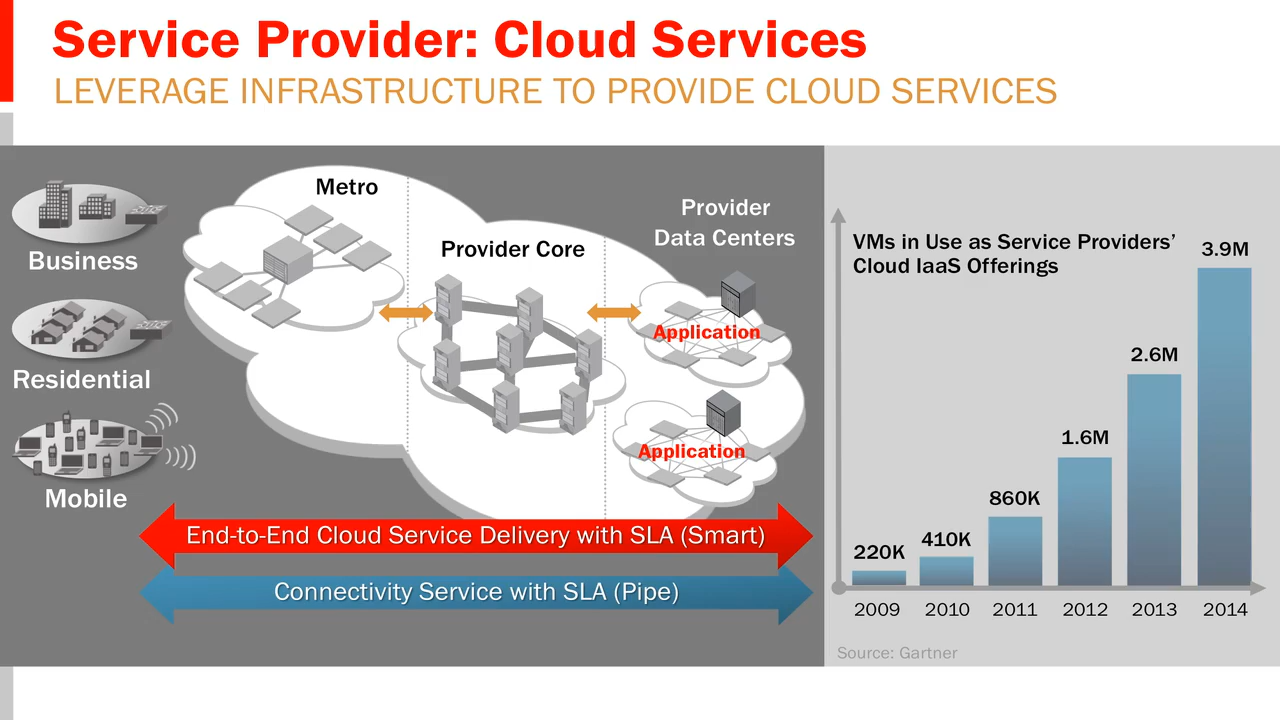 Service Provider: Cloud Services
LEVERAGE INFRASTRUCTURE TO PROVIDE CLOUD SERVICES
Business
Residential
Mobile
Metro
Provider Core
Provider
Data Centers
Application
Application
End-to-End Cloud Service Delivery with SLA (Smart)
Connectivity Service with SLA (Pipe)
VMs in Use as Service Providers’
Cloud IaaS Offerings
220K
410K
860K
1.6M
2.6M
3.9M
2009 2010 2011 2012 2013 2014
Source: Gartner